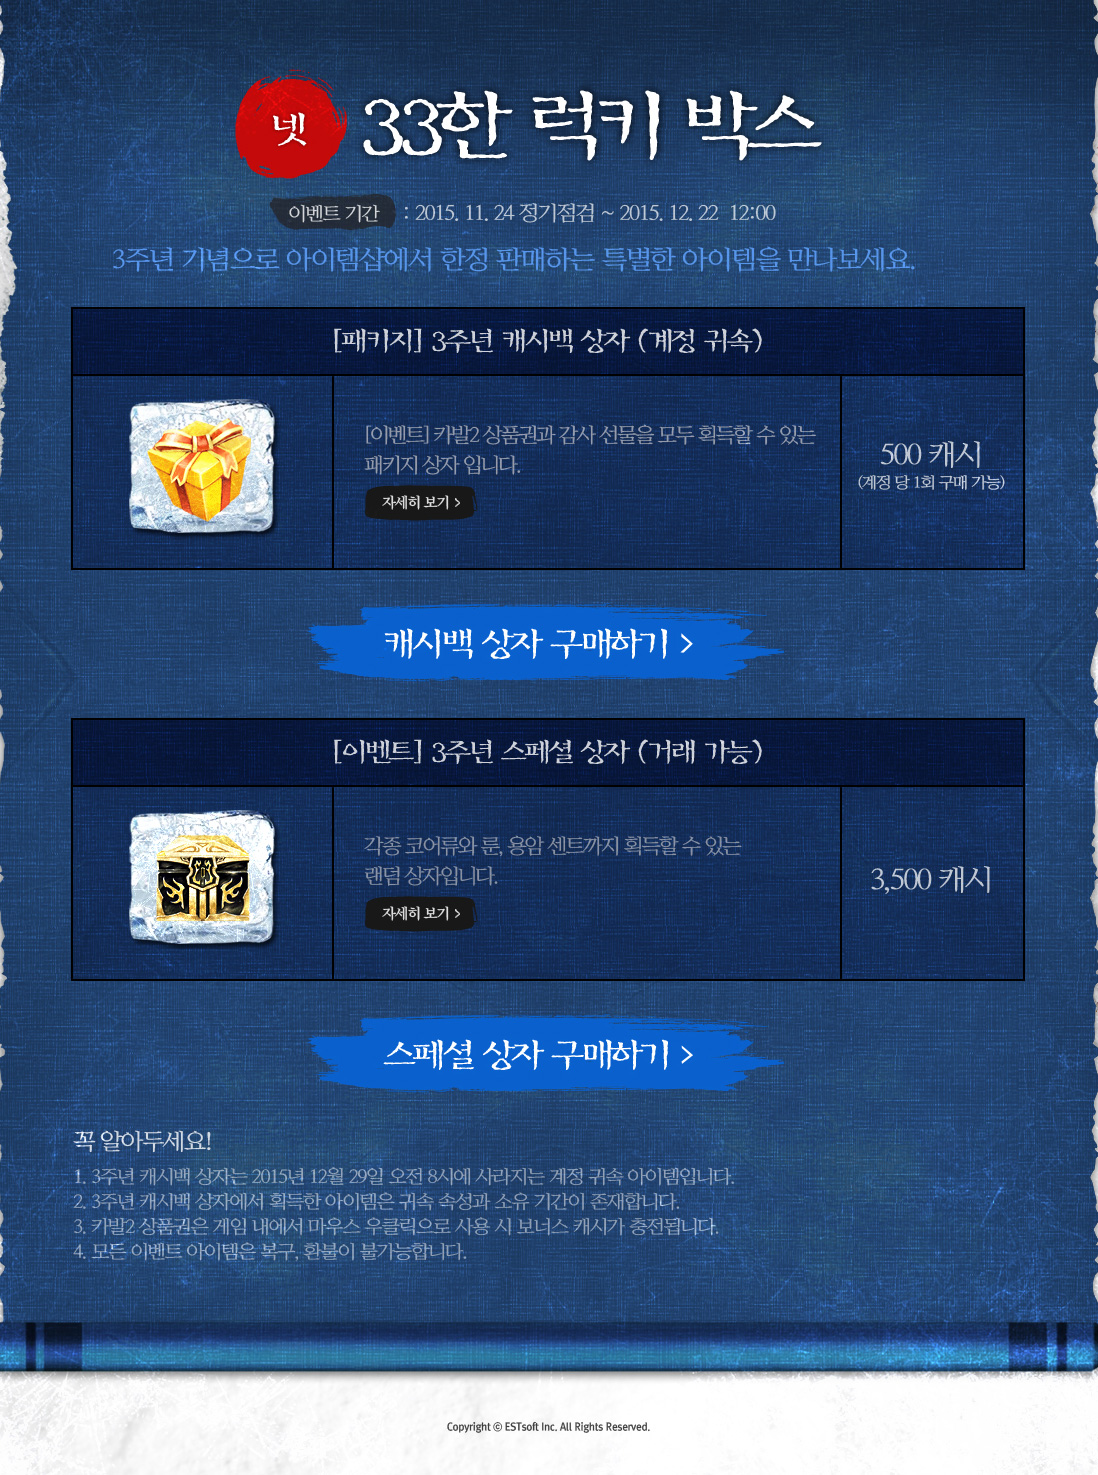 넷 33한 럭키 박스
이벤트 기간 : 2015. 11. 24 정기점검 ~ 2015. 12. 22 12:00
3주년 기념으로 아이템샵에서 한정 판매하는 특별한 아이템을 만나보세요.
[패키지] 3주년 캐시백 상자 (계정 귀속)
[이벤트] 카발2 상품권과 감사 선물을 모두 획득할 수 있는
패키지 상자 입니다.
자세히 보기 >
500 캐시
(계정 당 1회 구매 가능)
캐시백 상자 구매하기 >
[이벤트] 3주년 스페셜 상자 (거래 가능)
각종 코어류와 룬, 용암 센트까지 획득할 수 있는
랜덤 상자입니다.
자세히 보기 >
3,500 캐시
스페셜 상자 구매하기 >
꼭 알아두세요!
1. 3주년 캐시백 상자는 2015년 12월 29일 오전 8시에 사라지는 계정 귀속 아이템입니다.
2. 3주년 캐시백 상자에서 획득한 아이템은 귀속 속성과 소유 기간이 존재합니다.
3. 카발2 상품권은 게임 내에서 마우스 우클릭으로 사용 시 보너스 캐시가 충전됩니다.
4. 모든 이벤트 아이템은 복구, 환불이 불가능합니다.
Copyright © ESTsoft Inc. All Rights Reserved.